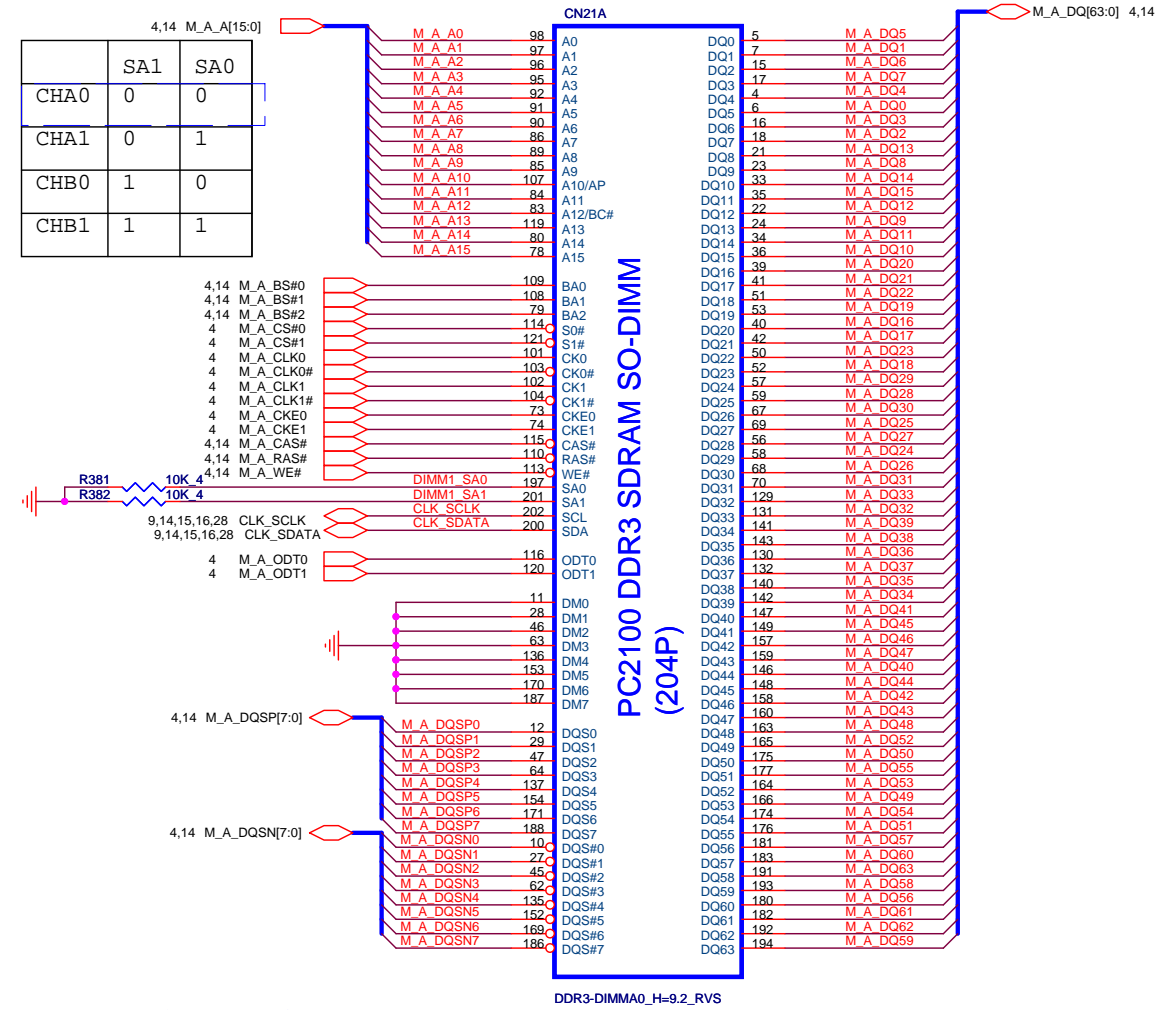 CN21A
4,14 M_A_A[15:0]
M_A_DQ[63:0] 4,14
SA1 SA0
CHA0 0 0
CHA1 0 1
CHB0 1 0
CHB1 1 1
M_A_A0 98 A0
M_A_A1 97 A1
M_A_A2 96 A2
M_A_A3 95 A3
M_A_A4 92 A4
M_A_A5 91 A5
M_A_A6 90 A6
M_A_A7 86 A7
M_A_A8 89 A8
M_A_A9 85 A9
M_A_A10 107 A10/AP
M_A_A11 84 A11
M_A_A12 83 A12/BC#
M_A_A13 119 A13
M_A_A14 80 A14
M_A_A15 78 A15
4,14 M_A_BS#0 109 BA0
4,14 M_A_BS#1 108 BA1
4,14 M_A_BS#2 79 BA2
4 M_A_CS#0 114 S0#
4 M_A_CS#1 121 S1#
4 M_A_CLK0 101 CK0
4 M_A_CLK0# 103 CK0#
4 M_A_CLK1 102 CK1
4 M_A_CLK1# 104 CK1#
4 M_A_CKE0 73 CKE0
4 M_A_CKE1 74 CKE1
4,14 M_A_CAS# 115 CAS#
4,14 M_A_RAS# 110 RAS#
4,14 M_A_WE# 113 WE#
R381 10K_4 DIMM1_SA0 197 SA0
R382 10K_4 DIMM1_SA1 201 SA1
9,14,15,16,28 CLK_SCLK CLK_SCLK 202 SCL
9,14,15,16,28 CLK_SDATA CLK_SDATA 200 SDA
4 M_A_ODT0 116 ODT0
4 M_A_ODT1 120 ODT1
11 DM0
28 DM1
46 DM2
63 DM3
136 DM4
153 DM5
170 DM6
187 DM7
4,14 M_A_DQSP[7:0]
M_A_DQSP0 12 DQS0
M_A_DQSP1 29 DQS1
M_A_DQSP2 47 DQS2
M_A_DQSP3 64 DQS3
M_A_DQSP4 137 DQS4
M_A_DQSP5 154 DQS5
M_A_DQSP6 171 DQS6
M_A_DQSP7 188 DQS7
4,14 M_A_DQSN[7:0]
M_A_DQSN0 10 DQS#0
M_A_DQSN1 27 DQS#1
M_A_DQSN2 45 DQS#2
M_A_DQSN3 62 DQS#3
M_A_DQSN4 135 DQS#4
M_A_DQSN5 152 DQS#5
M_A_DQSN6 169 DQS#6
M_A_DQSN7 186 DQS#7
PC2100 DDR3 SDRAM SO-DIMM
(204P)
DQ0 5 M_A_DQ5
DQ1 7 M_A_DQ1
DQ2 15 M_A_DQ6
DQ3 17 M_A_DQ7
DQ4 4 M_A_DQ4
DQ5 6 M_A_DQ0
DQ6 16 M_A_DQ3
DQ7 18 M_A_DQ2
DQ8 21 M_A_DQ13
DQ9 23 M_A_DQ8
DQ10 33 M_A_DQ14
DQ11 35 M_A_DQ15
DQ12 22 M_A_DQ12
DQ13 24 M_A_DQ9
DQ14 34 M_A_DQ11
DQ15 36 M_A_DQ10
DQ16 39 M_A_DQ20
DQ17 41 M_A_DQ21
DQ18 51 M_A_DQ22
DQ19 53 M_A_DQ19
DQ20 40 M_A_DQ16
DQ21 42 M_A_DQ17
DQ22 50 M_A_DQ23
DQ23 52 M_A_DQ18
DQ24 57 M_A_DQ29
DQ25 59 M_A_DQ28
DQ26 67 M_A_DQ30
DQ27 69 M_A_DQ25
DQ28 56 M_A_DQ27
DQ29 58 M_A_DQ24
DQ30 68 M_A_DQ26
DQ31 70 M_A_DQ31
DQ32 129 M_A_DQ33
DQ33 131 M_A_DQ32
DQ34 141 M_A_DQ39
DQ35 143 M_A_DQ38
DQ36 130 M_A_DQ36
DQ37 132 M_A_DQ37
DQ38 140 M_A_DQ35
DQ39 142 M_A_DQ34
DQ40 147 M_A_DQ41
DQ41 149 M_A_DQ45
DQ42 157 M_A_DQ46
DQ43 159 M_A_DQ47
DQ44 146 M_A_DQ40
DQ45 148 M_A_DQ44
DQ46 158 M_A_DQ42
DQ47 160 M_A_DQ43
DQ48 163 M_A_DQ48
DQ49 165 M_A_DQ52
DQ50 175 M_A_DQ50
DQ51 177 M_A_DQ55
DQ52 164 M_A_DQ53
DQ53 166 M_A_DQ49
DQ54 174 M_A_DQ54
DQ55 176 M_A_DQ51
DQ56 181 M_A_DQ57
DQ57 183 M_A_DQ60
DQ58 191 M_A_DQ63
DQ59 193 M_A_DQ58
DQ60 180 M_A_DQ56
DQ61 182 M_A_DQ61
DQ62 192 M_A_DQ62
DQ63 194 M_A_DQ59
DDR3-DIMMA0_H=9.2_RVS